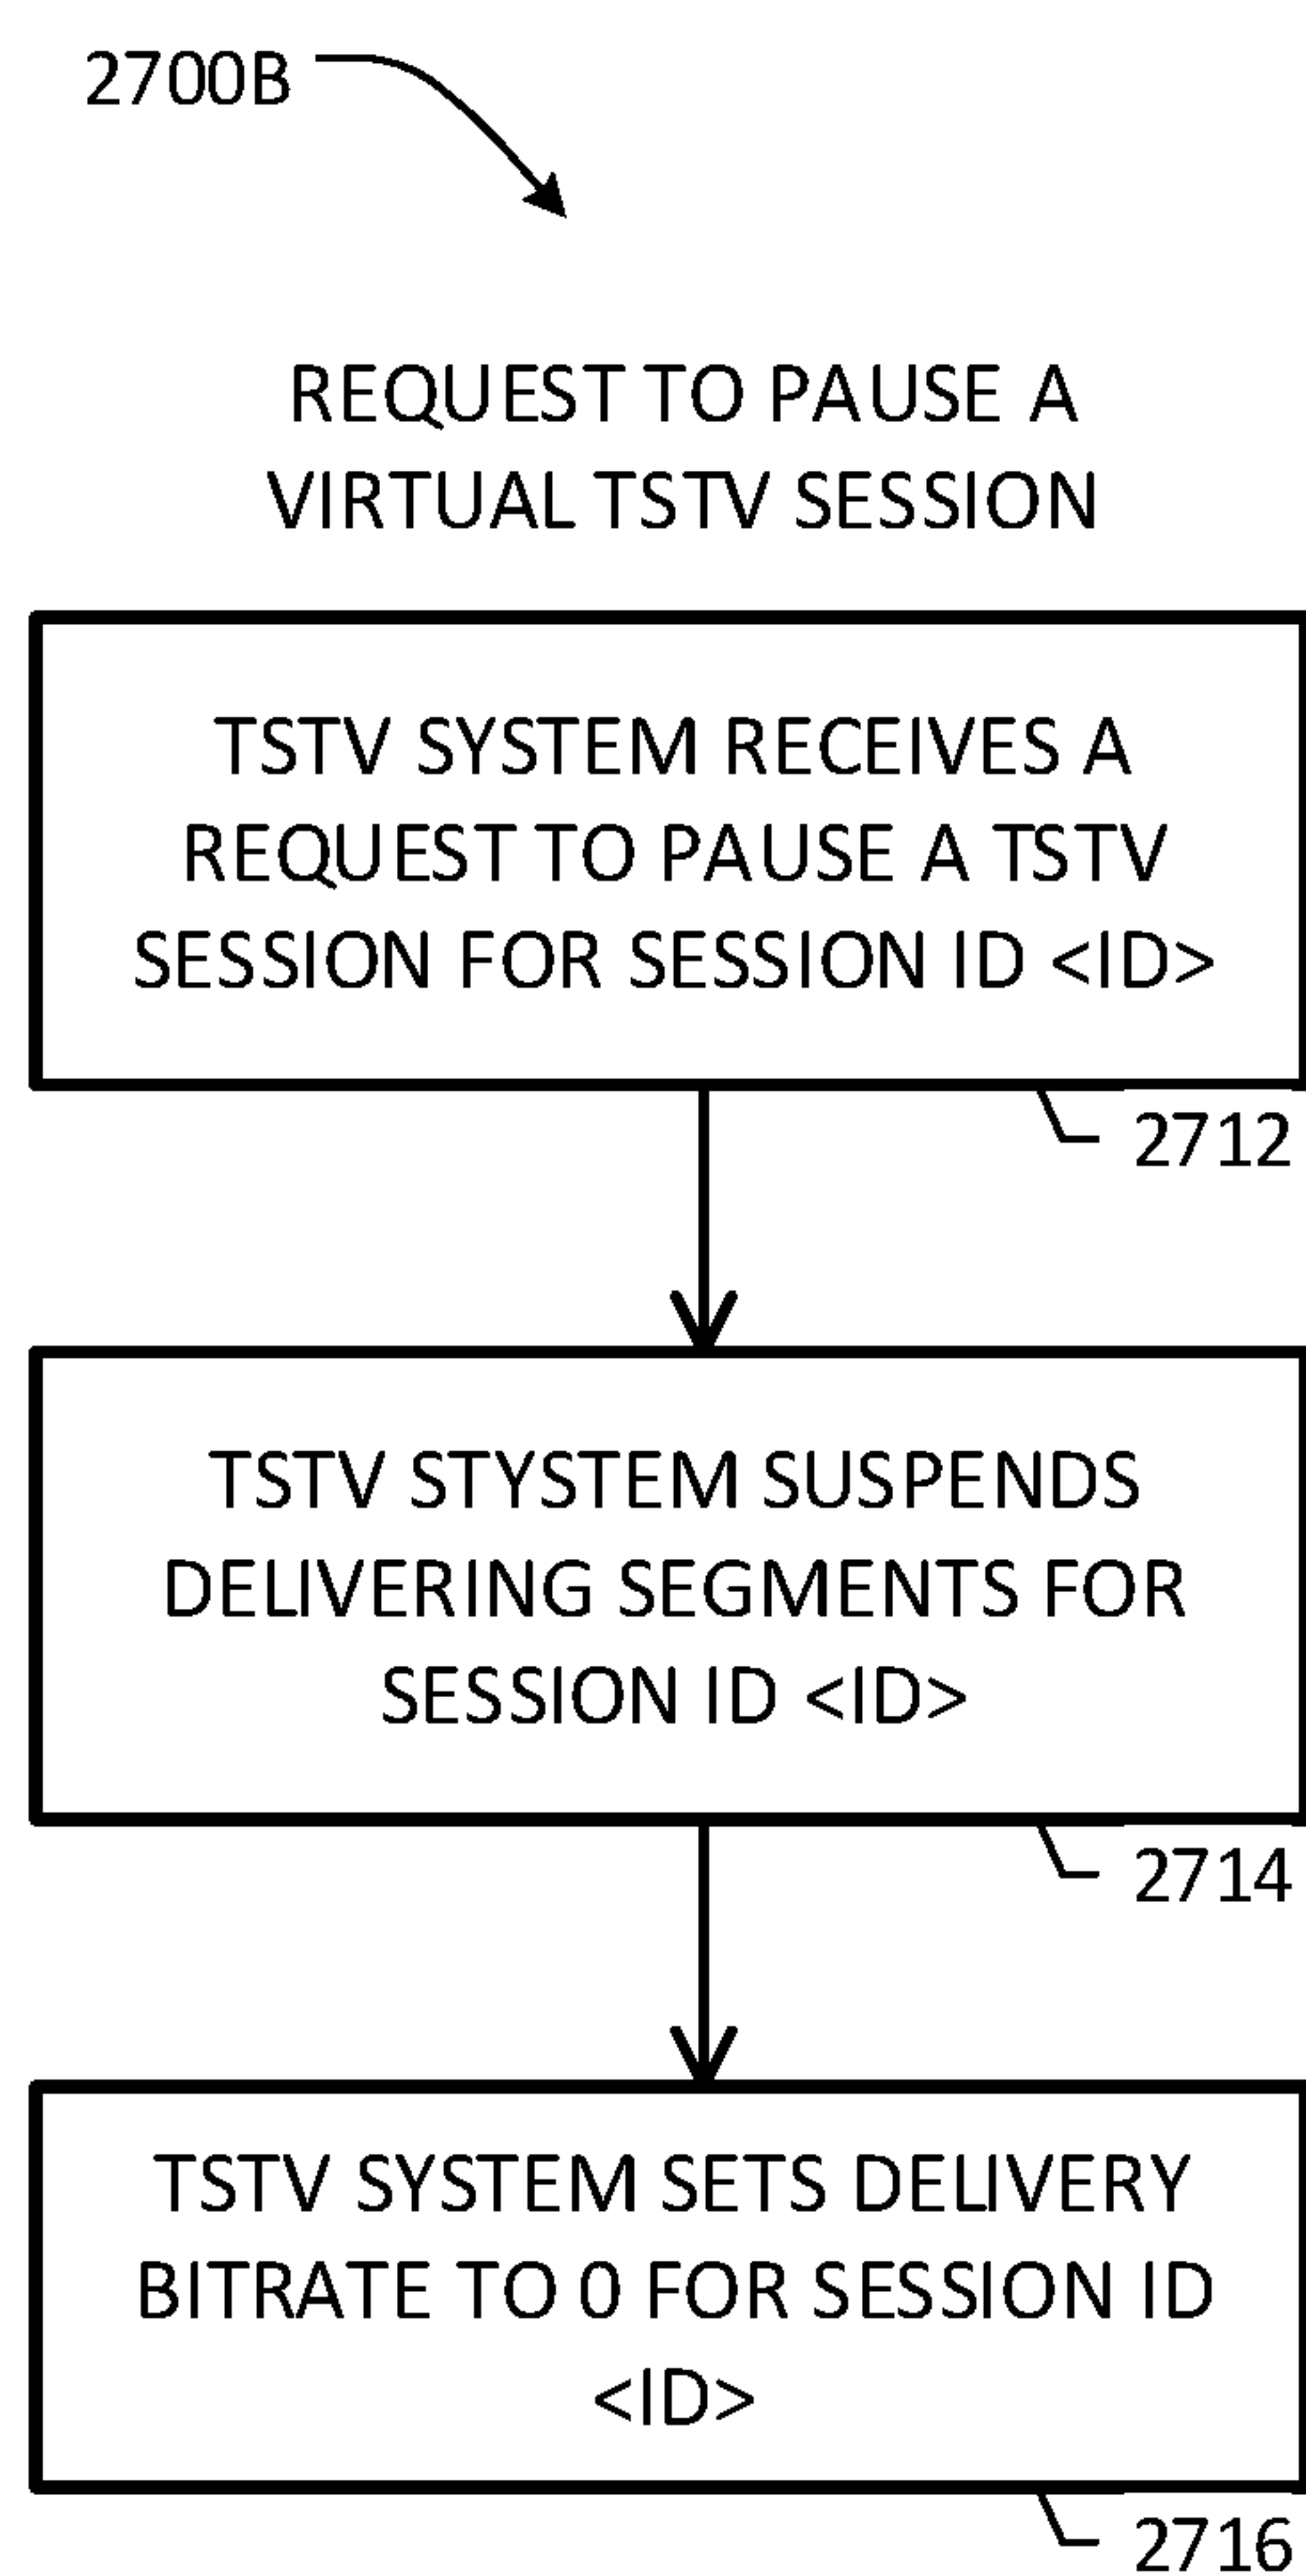 2700B
REQUEST TO PAUSE A
VIRTUAL TSTV SESSION
TSTV SYSTEM RECEIVES A
REQUEST TO PAUSE A TSTV
SESSION FOR SESSION ID <ID>
2712
TSTV STYSTEM SUSPENDS
DELIVERING SEGMENTS FOR
SESSION ID <ID>
2714
TSTV SYSTEM SETS DELIVERY
BITRATE TO 0 FOR SESSION ID
<ID>
2716